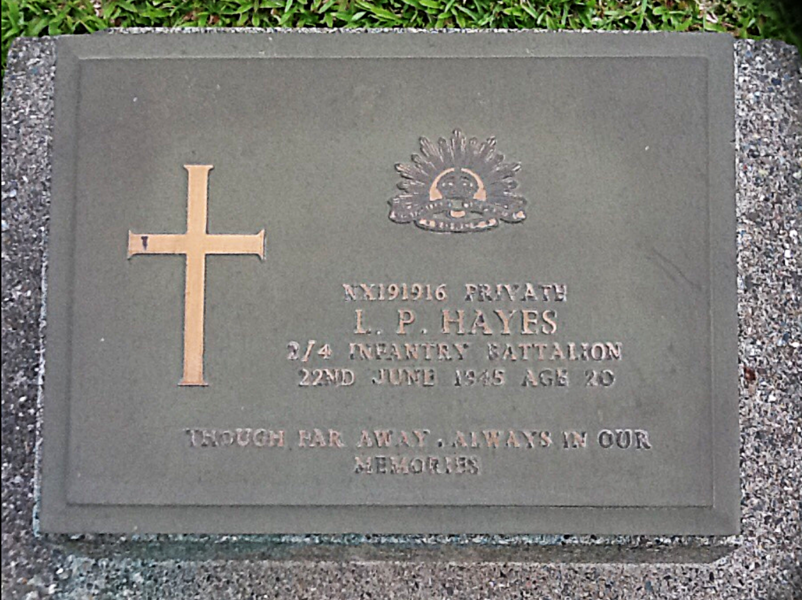 NX191916 PRIVATE
L. P. HAYES
2/4 INFANTRY BATTALION
22ND JUNE 1945 AGE 20
THOUGH FAR AWAY, ALWAYS IN OUR
MEMORIES